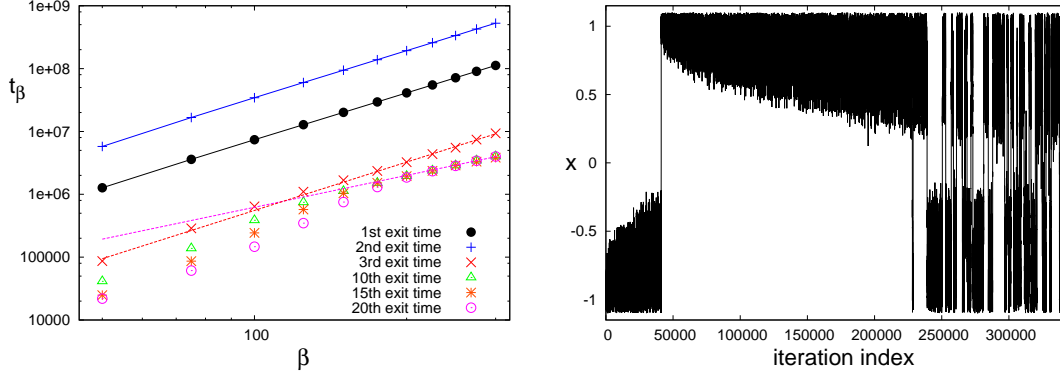 1e+09
1e+08
1e+07
1e+06
100000
10000
tβ
100
β
1st exit time
2nd exit time
3rd exit time
10th exit time
15th exit time
20th exit time
1
0.5
0
-0.5
-1
x
0 50000 100000 150000 200000 250000 300000
iteration index